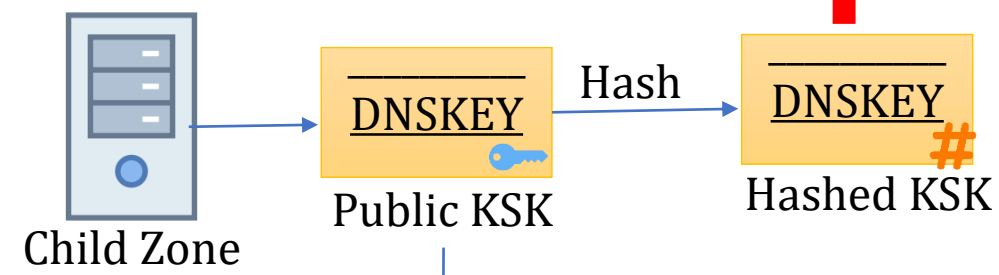 DNSKEY
Public KSK
Hash
DNSKEY
#
Hashed KSK
Child Zone